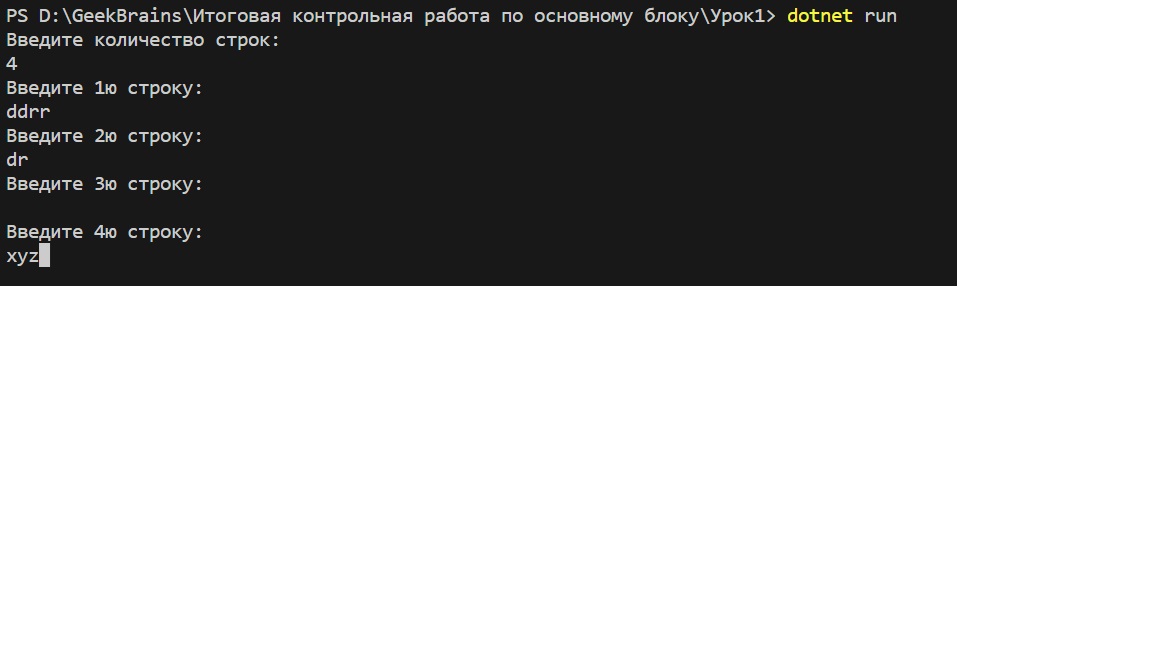 PS D:\GeekBrains\Итоговая контрольная работа по основному блоку\Урок1> dotnet run
Введите количество строк:
4
Введите 1ю строку:
ddrr
Введите 2ю строку:
dr
Введите 3ю строку:
Введите 4ю строку:
xyz